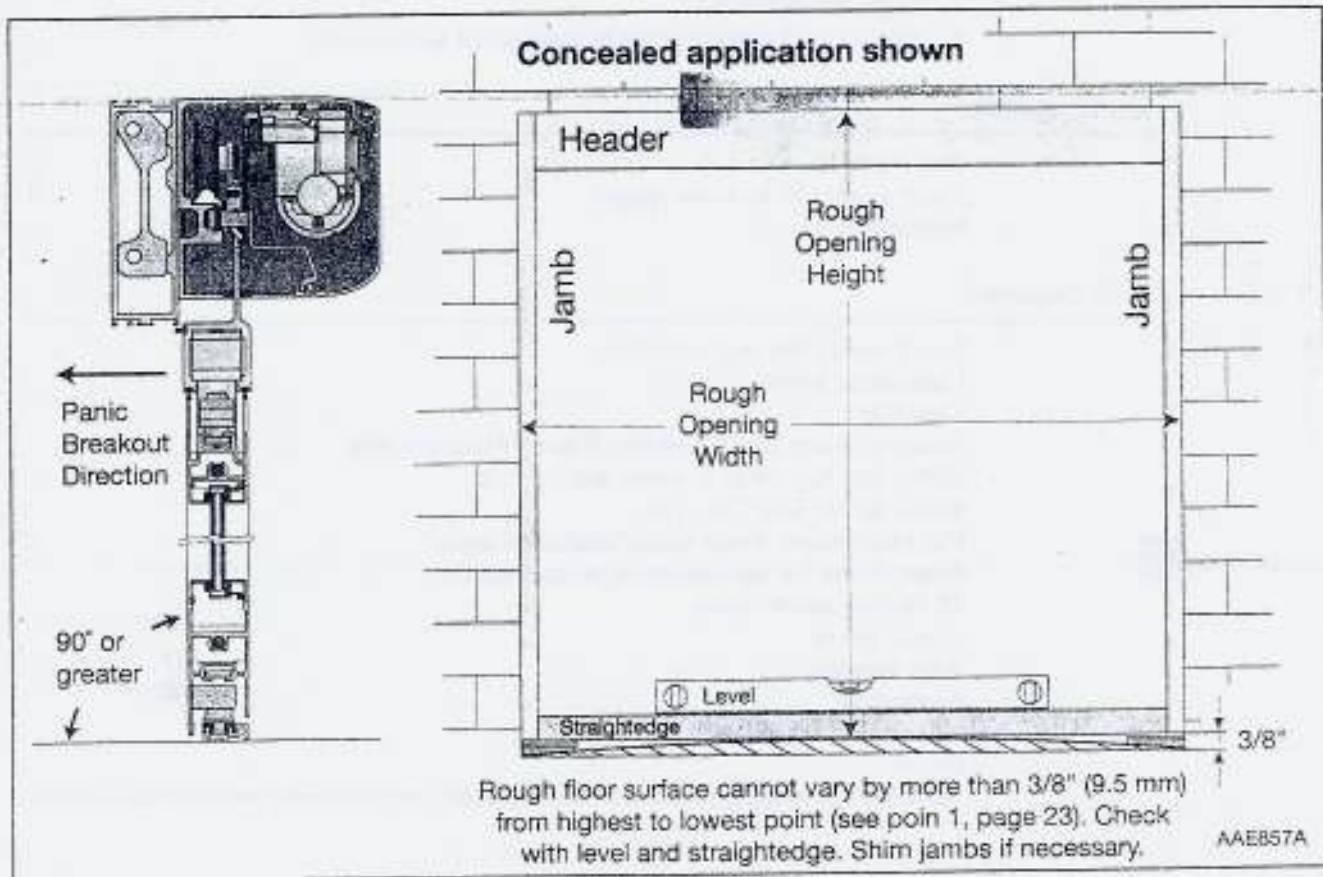 Concealed application shown
Header
Rough
Opening
Height
Jamb
Jamb
Rough
Opening
Width
Panic
Breakout
Direction
90° or
greater
Level
Straightedge
3/8"
Rough floor surface cannot vary by more than 3/8" (9.5 mm)
from highest to lowest point (see poin 1, page 23). Check
with level and straightedge. Shim jambs if necessary.
AAE857A